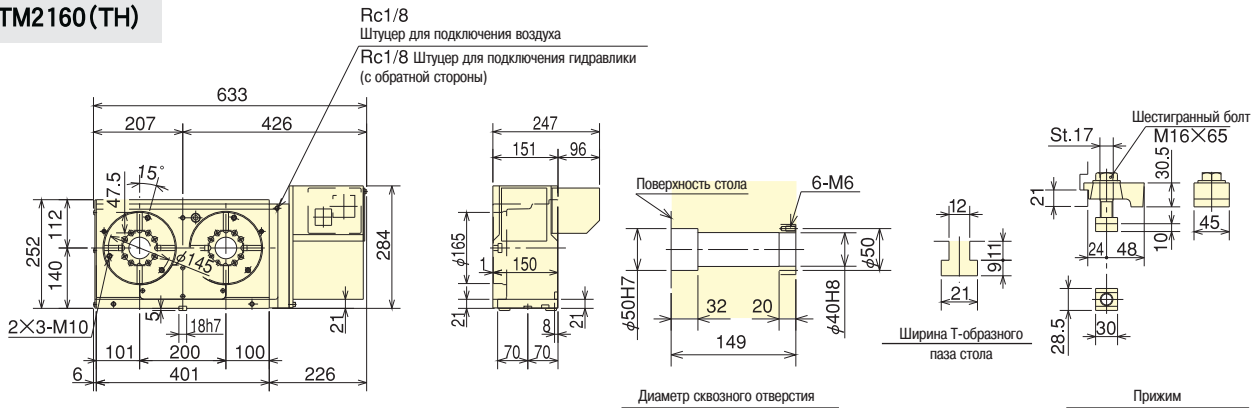 TM2160(TH)
Rc1/8
Штуцер для подключения воздуха
Rc1/8 Штуцер для подключения гидравлики
(с обратной стороны)
633
207
426
15°
47.5
112
252
140
φ145
284
2×3-M10
5
18h7
21
101
200
100
6
401
226
247
151
96
φ165
1
150
21
8
21
70
70
Поверхность стола
6-M6
φ50H7
32
20
φ40H8
φ50
149
Диаметр сквозного отверстия
12
11
9
21
Ширина Т-образного
паза стола
Шестигранный болт
St.17
M16×65
30.5
21
10
24
48
45
28.5
30
Прижим